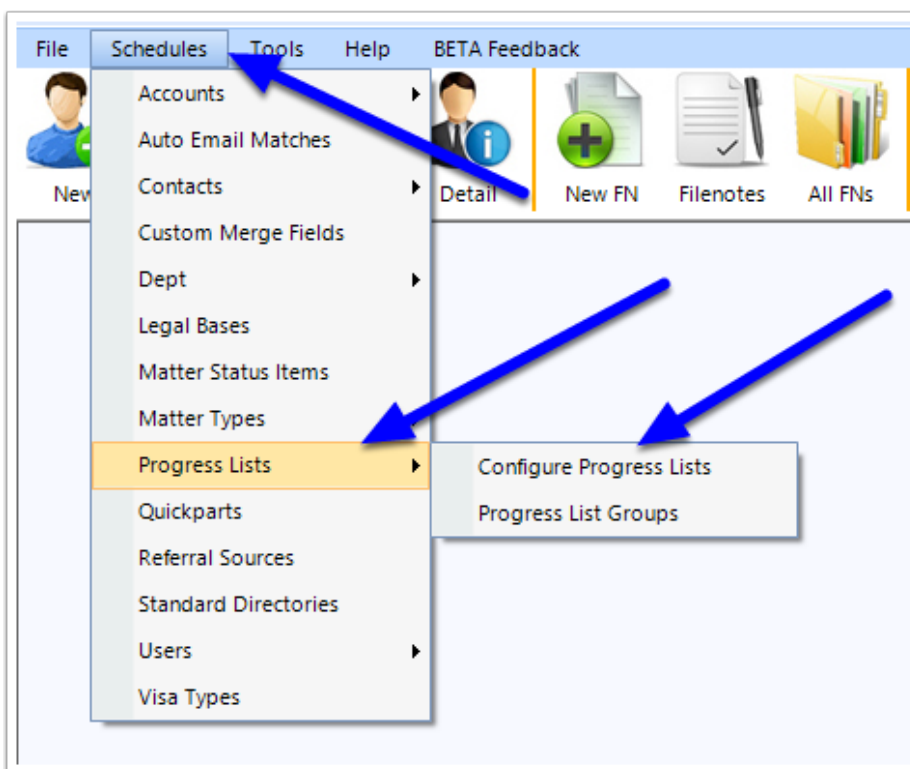 File Schedules Tools Help BETA Feedback
New Detail New FN Filenotes All FNs
Accounts
Auto Email Matches
Contacts
Custom Merge Fields
Dept
Legal Bases
Matter Status Items
Matter Types
Progress Lists
Configure Progress Lists
Progress List Groups
Quickparts
Referral Sources
Standard Directories
Users
Visa Types